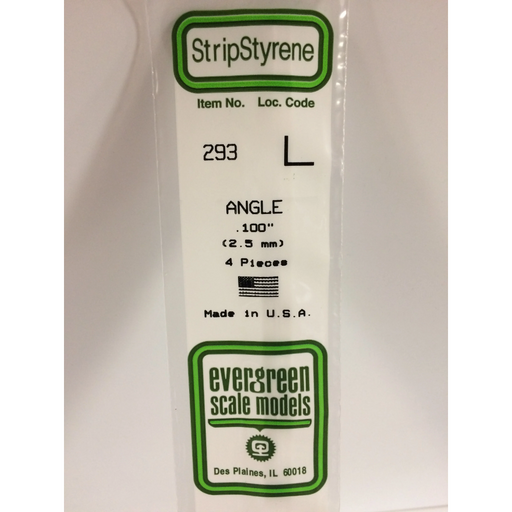 StripStyrene
Item No. Loc. Code
293 L
ANGLE
.100"
(2.5 mm)
4 Pieces
Made in U.S.A.
evergreen
scale models
Des Plaines, IL 60018